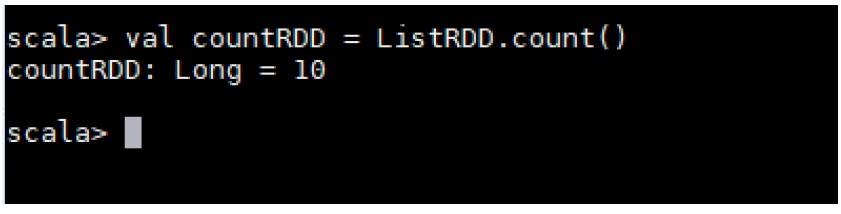 scala> val countRDD = ListRDD.count()
countRDD: Long = 10
scala>